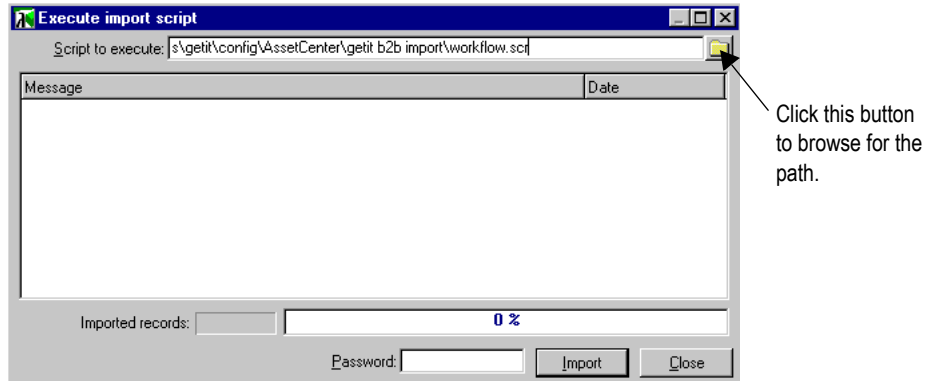 Execute import script
Script to execute: s\getit\config\AssetCenter\getit b2b import\workflow.scr
Message Date
Click this button
to browse for the
path.
Imported records: 0 %
Password: Import Close